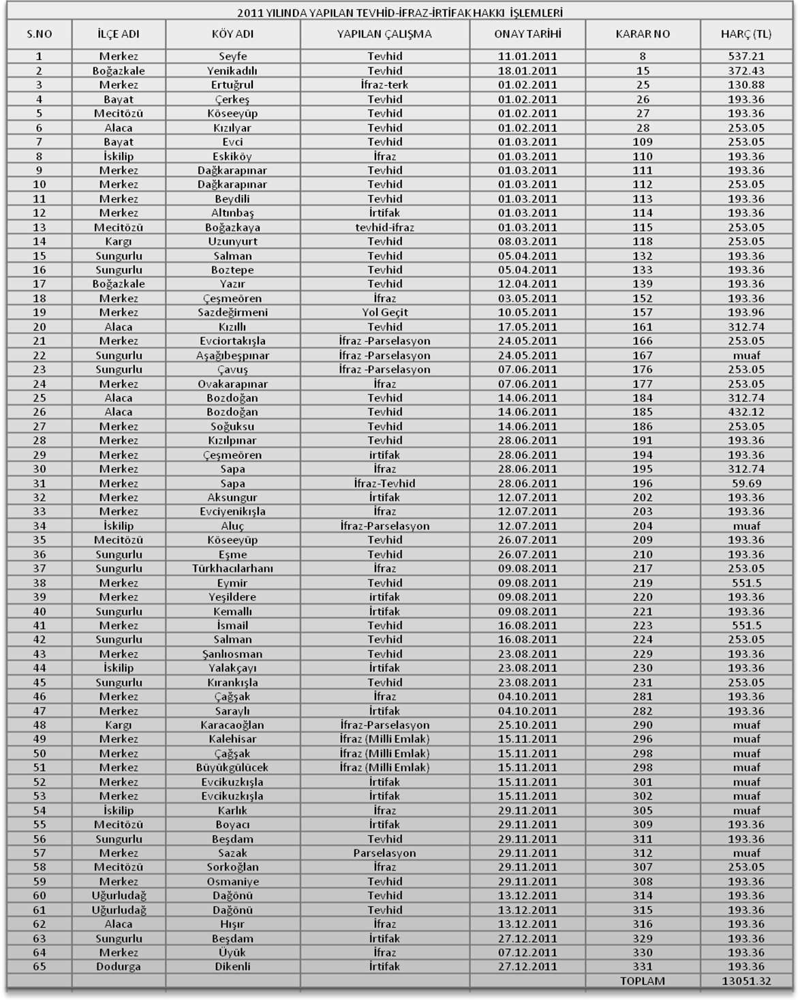 2011 YILINDA YAPILAN TEVHİD-İFRAZ-İRTİFAK HAKKI İŞLEMLERİ
S.NO İLÇE ADI KÖY ADI YAPILAN ÇALIŞMA ONAY TARİHİ KARAR NO HARÇ (TL)
1 Merkez Seyfe Tevhid 11.01.2011 8 537.21
2 Boğazkale Yenikadılı Tevhid 18.01.2011 15 372.43
3 Merkez Ertuğrul İfraz-terk 01.02.2011 25 130.88
4 Bayat Çerkeş Tevhid 01.02.2011 26 193.36
5 Mecitözü Köseeyüp Tevhid 01.02.2011 27 193.36
6 Alaca Kızılyar Tevhid 01.02.2011 28 253.05
7 Bayat Evci Tevhid 01.03.2011 109 253.05
8 İskilip Eskiköy İfraz 01.03.2011 110 193.36
9 Merkez Dağkarapınar Tevhid 01.03.2011 111 193.36
10 Merkez Dağkarapınar Tevhid 01.03.2011 112 253.05
11 Merkez Beydili Tevhid 01.03.2011 113 193.36
12 Merkez Altınbaş İrtifak 01.03.2011 114 193.36
13 Mecitözü Boğazkaya tevhid-ifraz 01.03.2011 115 253.05
14 Kargı Uzunyurt Tevhid 08.03.2011 118 253.05
15 Sungurlu Salman Tevhid 05.04.2011 132 193.36
16 Sungurlu Boztepe Tevhid 05.04.2011 133 193.36
17 Boğazkale Yazır Tevhid 12.04.2011 139 193.36
18 Merkez Çeşmeören İfraz 03.05.2011 152 193.36
19 Merkez Sazdeğirmeni Yol Geçit 10.05.2011 157 193.96
20 Alaca Kızıllı Tevhid 17.05.2011 161 312.74
21 Merkez Evciortakışla İfraz -Parselasyon 24.05.2011 166 253.05
22 Sungurlu Aşağıbeşpınar İfraz -Parselasyon 24.05.2011 167 muaf
23 Sungurlu Çavuş İfraz -Parselasyon 07.06.2011 176 253.05
24 Merkez Ovakarapınar İfraz 07.06.2011 177 253.05
25 Alaca Bozdoğan Tevhid 14.06.2011 184 312.74
26 Alaca Bozdoğan Tevhid 14.06.2011 185 432.12
27 Merkez Soğuksu Tevhid 14.06.2011 186 253.05
28 Merkez Kızılpınar Tevhid 28.06.2011 191 193.36
29 Merkez Çeşmeören irtifak 28.06.2011 194 193.36
30 Merkez Sapa İfraz 28.06.2011 195 312.74
31 Merkez Sapa İfraz-Tevhid 28.06.2011 196 59.69
32 Merkez Aksungur İrtifak 12.07.2011 202 193.36
33 Merkez Evciyenikışla İfraz 12.07.2011 203 193.36
34 İskilip Aluç İfraz-Parselasyon 12.07.2011 204 muaf
35 Mecitözü Köseeyüp Tevhid 26.07.2011 209 193.36
36 Sungurlu Eşme Tevhid 26.07.2011 210 193.36
37 Sungurlu Türkhacılarhanı İfraz 09.08.2011 217 253.05
38 Merkez Eymir Tevhid 09.08.2011 219 551.5
39 Merkez Yeşildere irtifak 09.08.2011 220 193.36
40 Sungurlu Kemallı İrtifak 09.08.2011 221 193.36
41 Merkez İsmail Tevhid 16.08.2011 223 551.5
42 Sungurlu Salman Tevhid 16.08.2011 224 253.05
43 Merkez Şanlıosman Tevhid 23.08.2011 229 193.36
44 İskilip Yalakçayı İrtifak 23.08.2011 230 193.36
45 Sungurlu Kırankışla Tevhid 23.08.2011 231 253.05
46 Merkez Çağşak İfraz 04.10.2011 281 193.36
47 Merkez Saraylı İrtifak 04.10.2011 282 193.36
48 Kargı Karacaoğlan İfraz-Parselasyon 25.10.2011 290 muaf
49 Merkez Kalehisar İfraz (Milli Emlak) 15.11.2011 296 muaf
50 Merkez Çağşak İfraz (Milli Emlak) 15.11.2011 298 muaf
51 Merkez Büyükgülücek İfraz (Milli Emlak) 15.11.2011 298 muaf
52 Merkez Evcikuzkışla İrtifak 15.11.2011 301 muaf
53 Merkez Evcikuzkışla İrtifak 15.11.2011 302 muaf
54 İskilip Karlık İfraz 29.11.2011 305 muaf
55 Mecitözü Boyacı İrtifak 29.11.2011 309 193.36
56 Sungurlu Beşdam Tevhid 29.11.2011 311 193.36
57 Merkez Sazak Parselasyon 29.11.2011 312 muaf
58 Mecitözü Sorkoğlan İfraz 29.11.2011 307 253.05
59 Merkez Osmaniye Tevhid 29.11.2011 308 193.36
60 Uğurludağ Dağönü Tevhid 13.12.2011 314 193.36
61 Uğurludağ Dağönü Tevhid 13.12.2011 315 193.36
62 Alaca Hışır İfraz 13.12.2011 316 193.36
63 Sungurlu Beşdam İrtifak 27.12.2011 329 193.36
64 Merkez Üyük İfraz 07.12.2011 330 193.36
65 Dodurga Dikenli İrtifak 27.12.2011 331 193.36
TOPLAM 13051.32